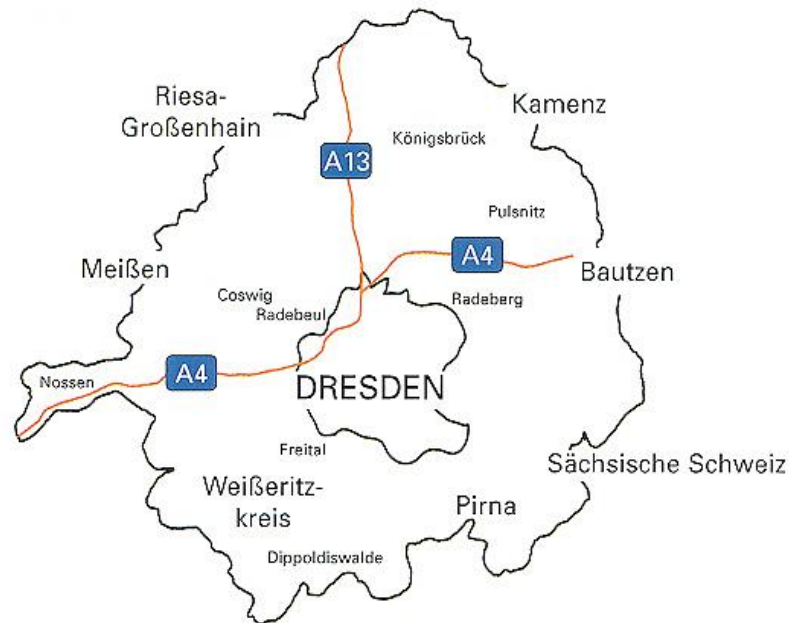 Riesa-
Großenhain
Kamenz
Königsbrück
A13
Pulsnitz
A4
Meißen
Bautzen
Coswig
Radebeul
Radeberg
A4
Nossen
DRESDEN
Freital
Sächsische Schweiz
Weißeritz-
kreis
Pirna
Dippoldiswalde